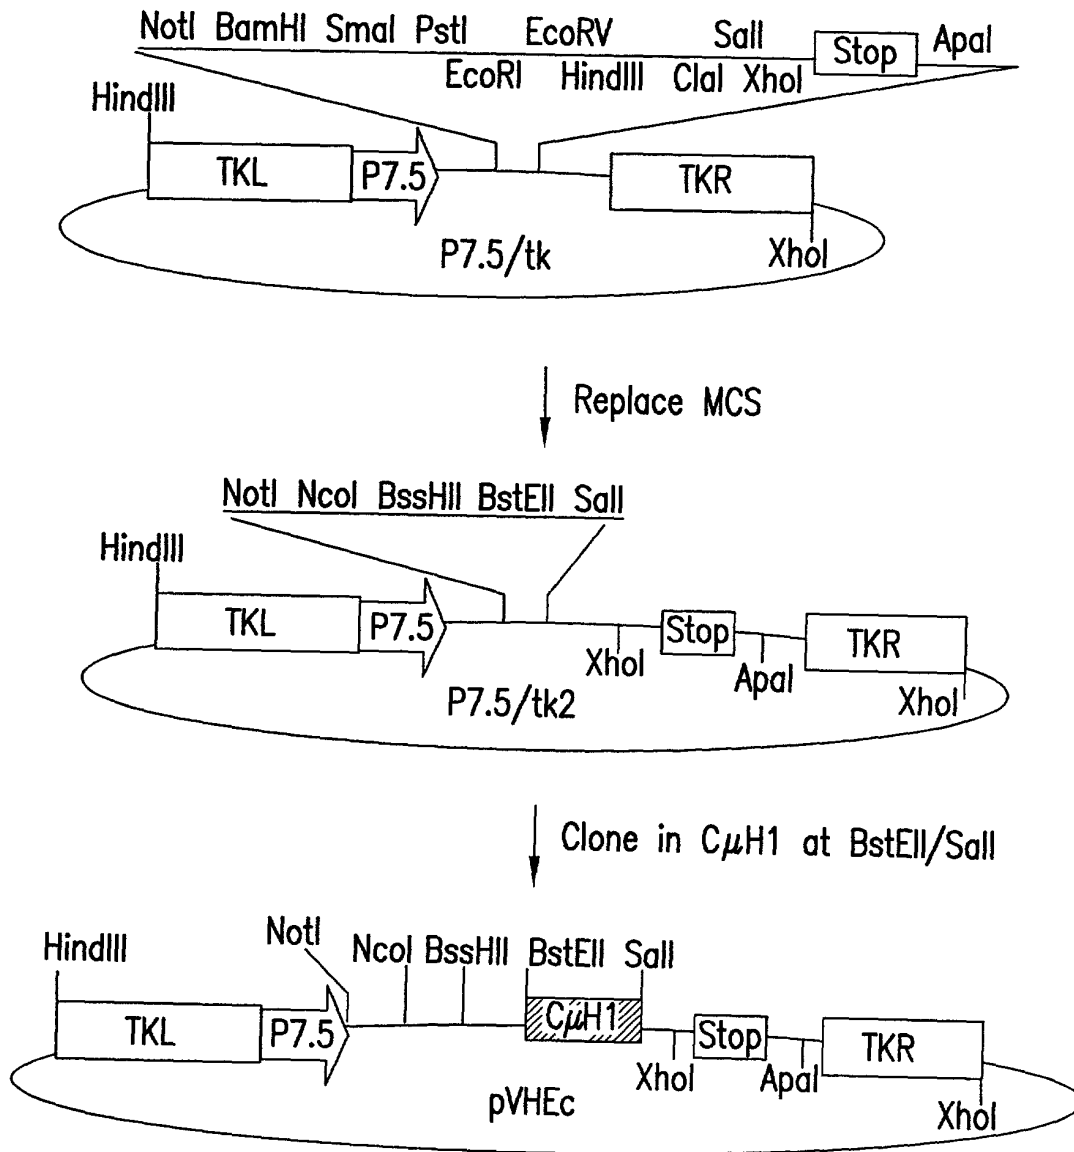 NotI BamHI SmaI PstI EcoRV SalI Stop ApaI
EcoRI HindIII ClaI XhoI
HindIII
TKL P7.5 TKR
P7.5/tk XhoI
Replace MCS
NotI NcoI BssHII BstEII SalI
HindIII
TKL P7.5 Stop TKR
XhoI ApaI
P7.5/tk2 XhoI
Clone in CμH1 at BstEII/SalI
NotI
HindIII NcoI BssHII BstEII SalI
TKL P7.5 CμH1 Stop TKR
XhoI ApaI
pVHEc XhoI